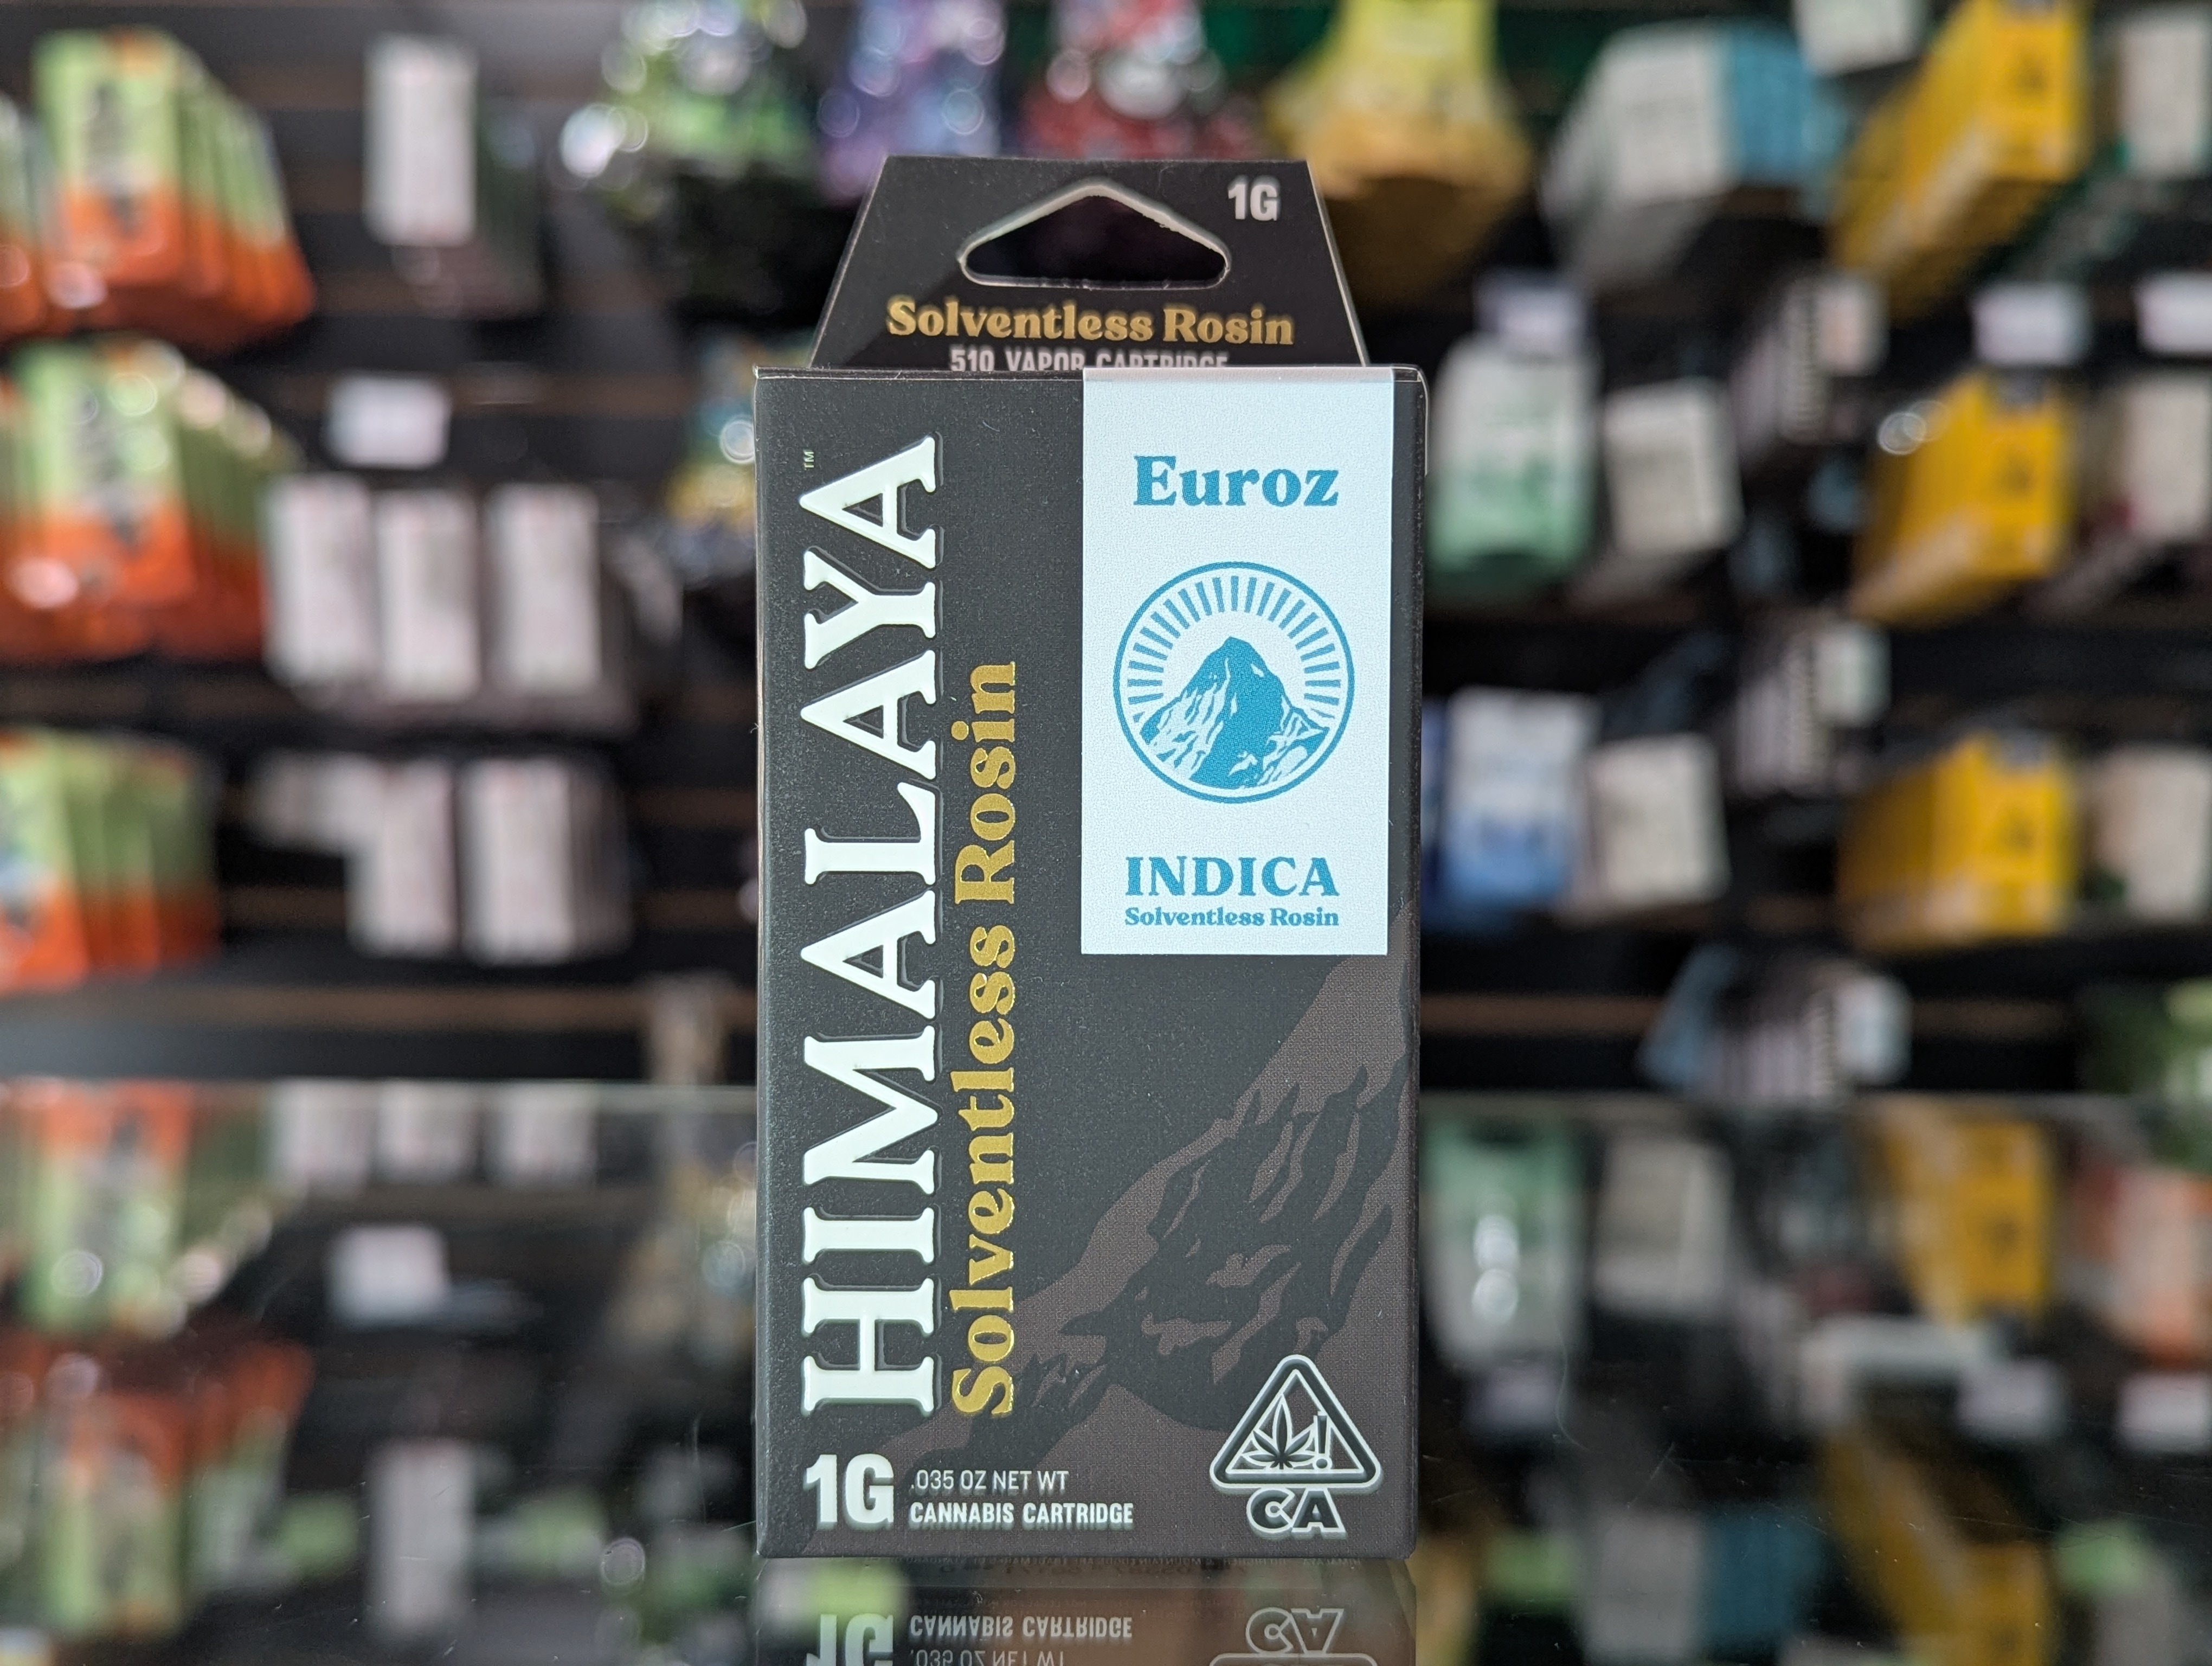 1G
Solventless Rosin
510 VAPOR CARTRIDGE
HIMALAYA™
Solventless Rosin
Euroz
INDICA
Solventless Rosin
1G
.035 OZ NET WT
CANNABIS CARTRIDGE
CA